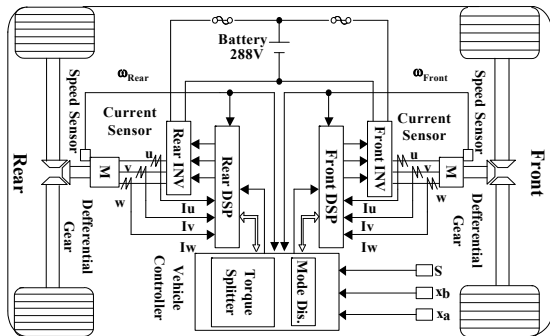 Battery
288V
ωRear
ωFront
Speed Sensor
Speed Sensor
Current
Sensor
Current
Sensor
Rear INV
Front INV
Rear DSP
Front DSP
u
v
w
u
v
w
M
M
Rear
Front
Iu
Iv
Iw
Iu
Iv
Iw
Defferential
Gear
Defferential
Gear
Vehicle
Controller
Torque
Splitter
Mode Dis.
S
xb
xa